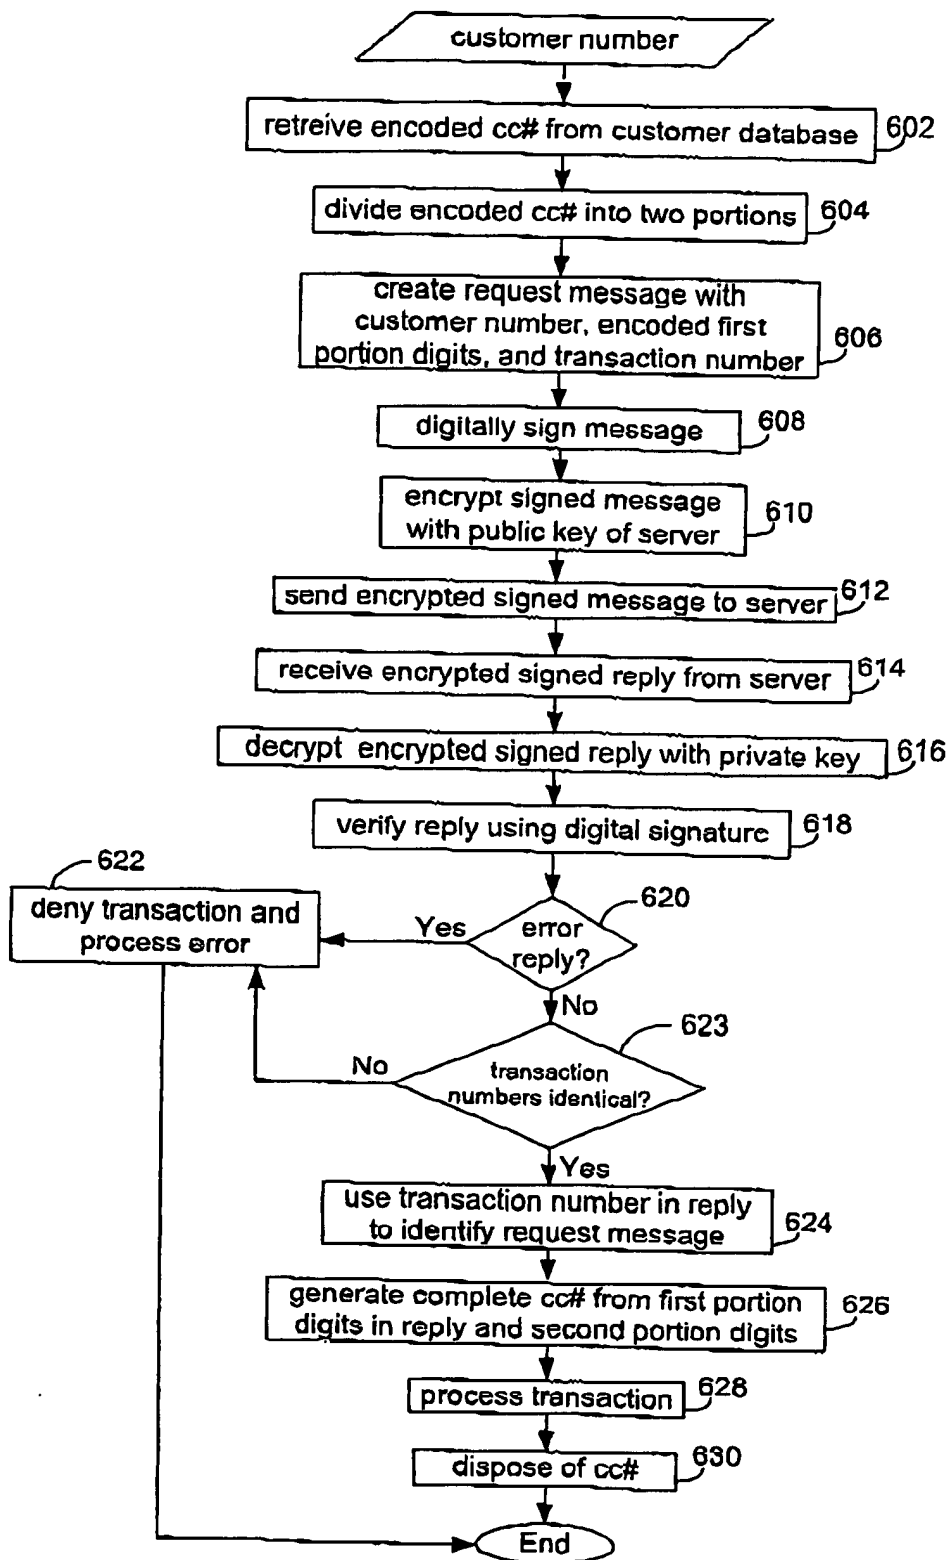 customer number
retreive encoded cc# from customer database
602
divide encoded cc# into two portions
604
create request message with
customer number, encoded first
portion digits, and transaction number
606
digitally sign message
608
encrypt signed message
with public key of server
610
send encrypted signed message to server
612
receive encrypted signed reply from server
614
decrypt encrypted signed reply with private key
616
verify reply using digital signature
618
622
deny transaction and
process error
Yes
error
reply?
620
No
623
No
transaction
numbers identical?
Yes
use transaction number in reply
to identify request message
624
generate complete cc# from first portion
digits in reply and second portion digits
626
process transaction
628
dispose of cc#
630
End